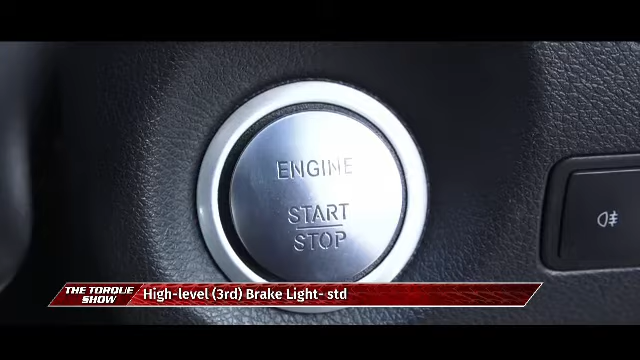 ENGINE
START
STOP
THE TORQUE
SHOW
High-level (3rd) Brake Light- std